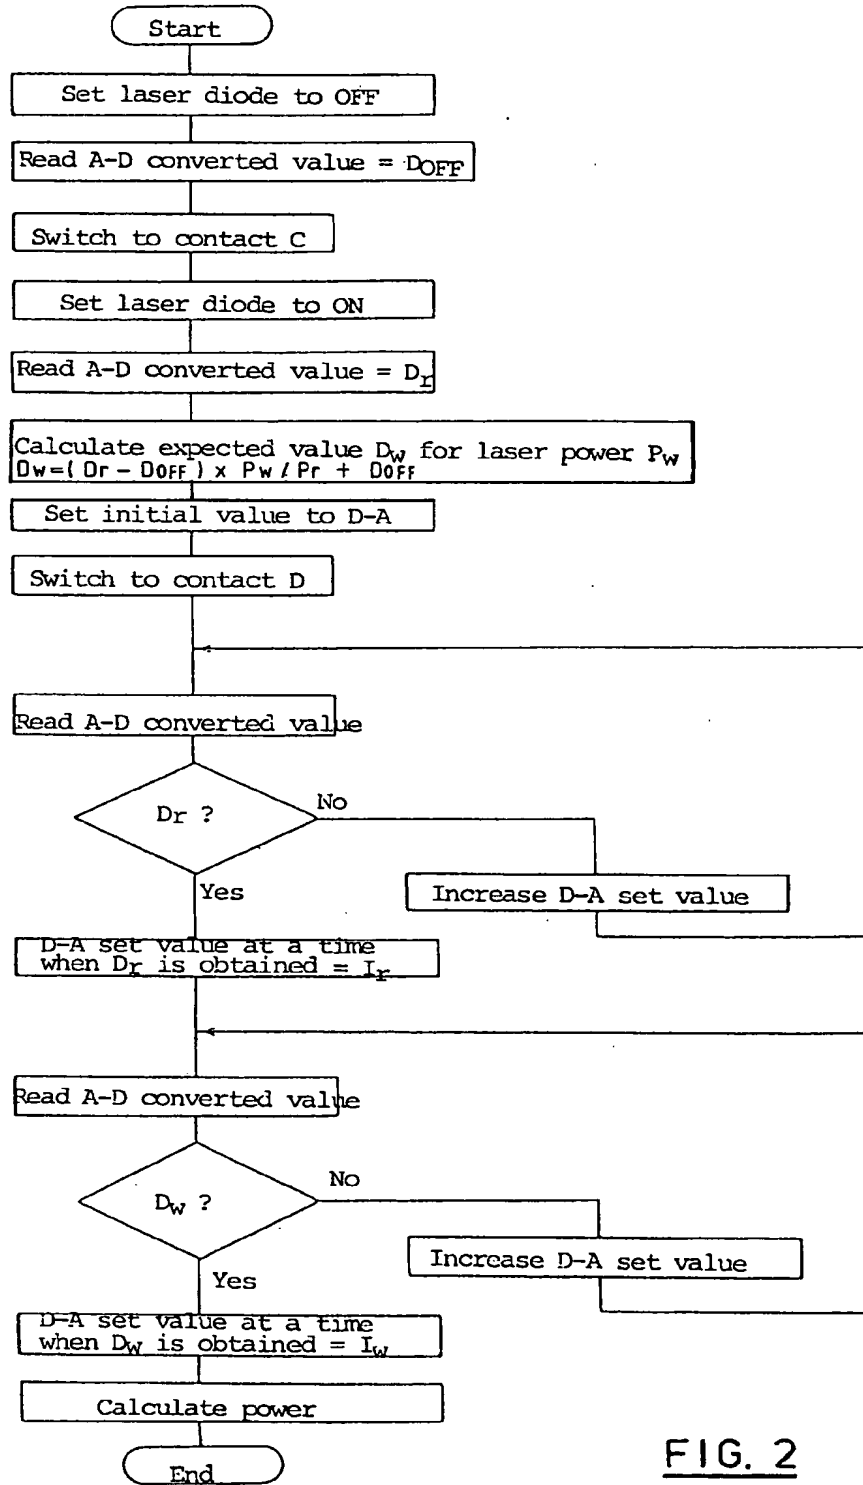 Start
Set laser diode to OFF
Read A-D converted value = DOFF
Switch to contact C
Set laser diode to ON
Read A-D converted value = Dr
Calculate expected value Dw for laser power Pw
Dw=(Dr-DOFF) x Pw/Pr + DOFF
Set initial value to D-A
Switch to contact D
Read A-D converted value
Dr ?
No
Yes
Increase D-A set value
D-A set value at a time
when Dr is obtained = Ir
Read A-D converted value
Dw ?
No
Yes
Increase D-A set value
D-A set value at a time
when Dw is obtained = Iw
Calculate power
End
FIG. 2